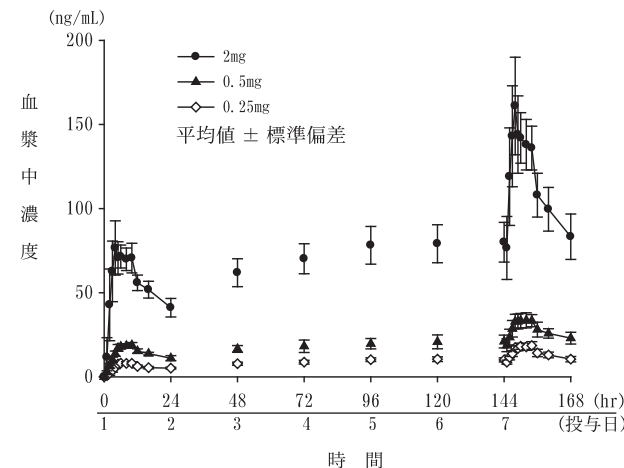 (ng/mL)
200
150
100
50
0
血漿中濃度
2mg
0.5mg
0.25mg
平均値 ± 標準偏差
0 24 48 72 96 120 144 168 (hr)
1 2 3 4 5 6 7 (投与日)
時 間